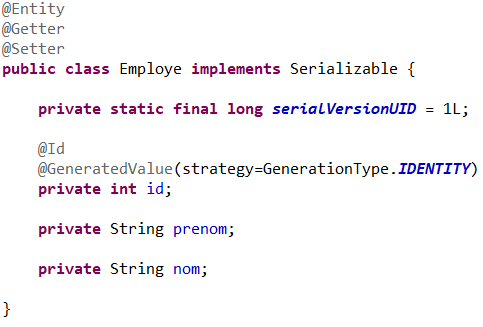 @Entity
@Getter
@Setter
public class Employe implements Serializable {
private static final long serialVersionUID = 1L;
@Id
@GeneratedValue(strategy=GenerationType.IDENTITY)
private int id;
private String prenom;
private String nom;
}